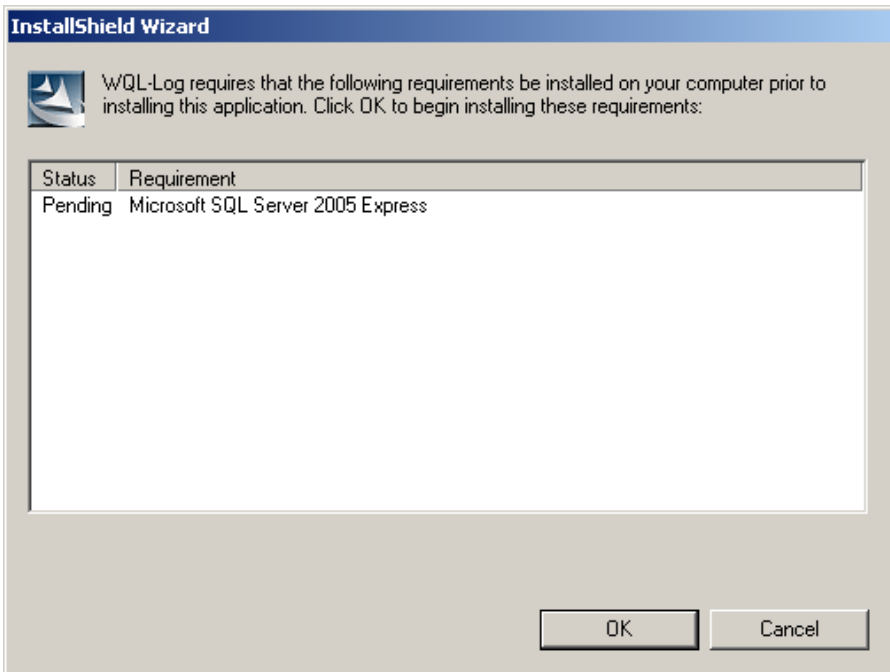 InstallShield Wizard
WQL-Log requires that the following requirements be installed on your computer prior to
installing this application. Click OK to begin installing these requirements:
Status Requirement
Pending Microsoft SQL Server 2005 Express
OK Cancel